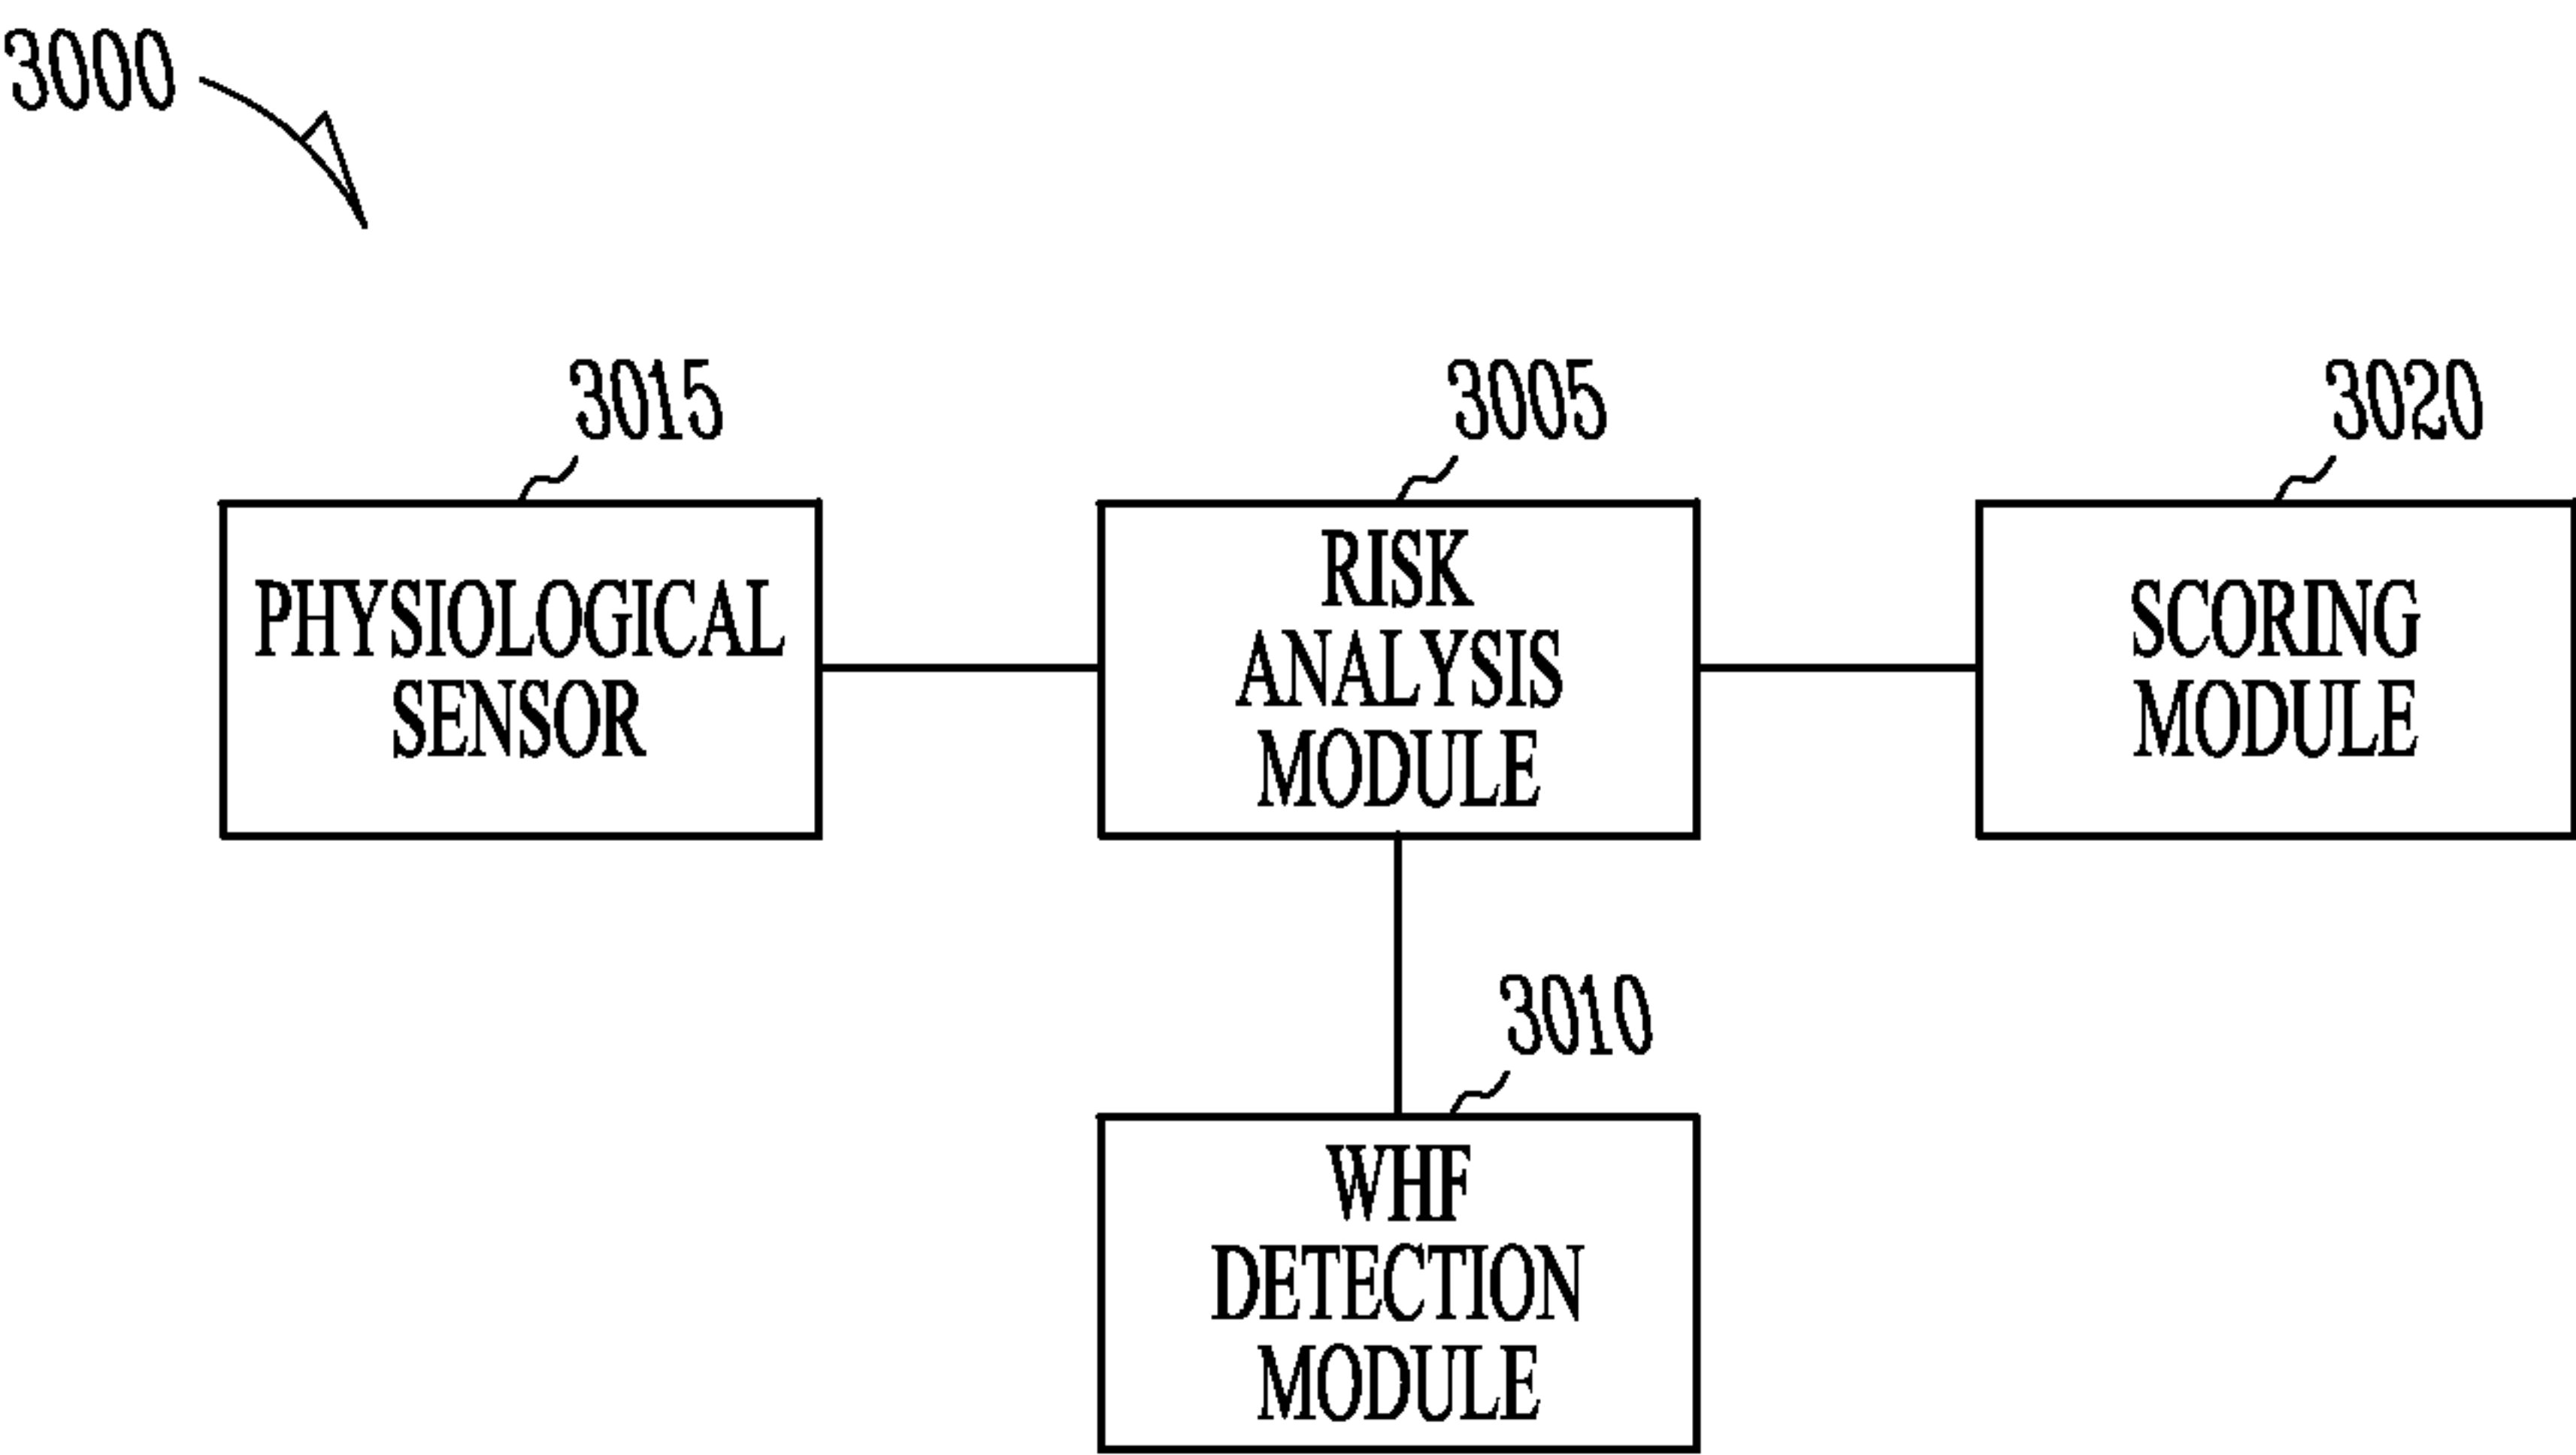 3000
3015
PHYSIOLOGICAL
SENSOR
3005
RISK
ANALYSIS
MODULE
3020
SCORING
MODULE
3010
WHF
DETECTION
MODULE